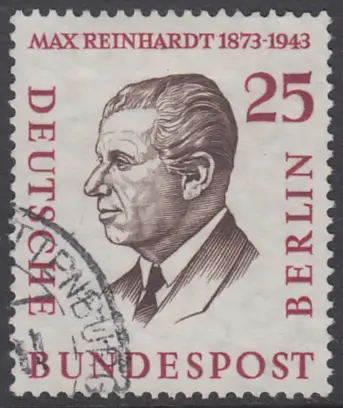 MAX REINHARDT 1873-1943
25
DEUTSCHE
BERLIN
BUNDESPOST